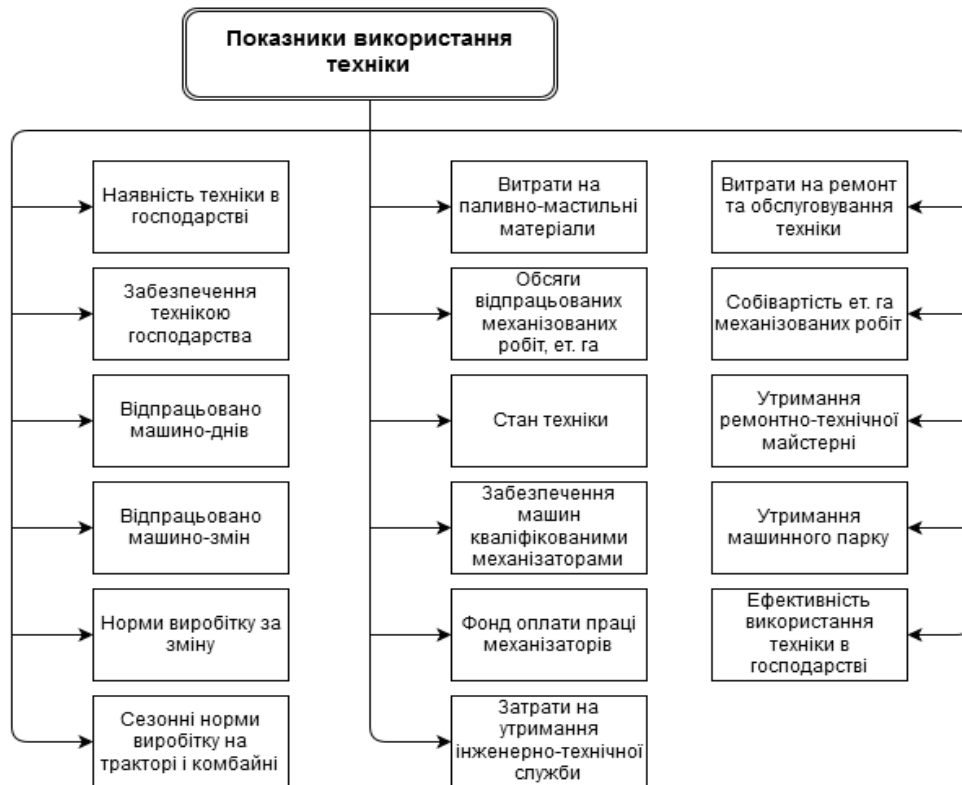 Показники використання
техніки
Наявність техніки в
господарстві
Забезпечення
технікою
господарства
Відпрацьовано
машино-днів
Відпрацьовано
машино-змін
Норми виробітку за
зміну
Сезонні норми
виробітку на
тракторі і комбайні
Витрати на
паливно-мастильні
матеріали
Обсяги
відпрацьованих
механізованих
робіт, ет. га
Стан техніки
Забезпечення
машин
кваліфікованими
механізаторами
Фонд оплати праці
механізаторів
Затрати на
утримання
інженерно-технічної
служби
Витрати на ремонт
та обслуговування
техніки
Собівартість ет. га
механізованих робіт
Утримання
ремонтно-технічної
майстерні
Утримання
машинного парку
Ефективність
використання
техніки в
господарстві